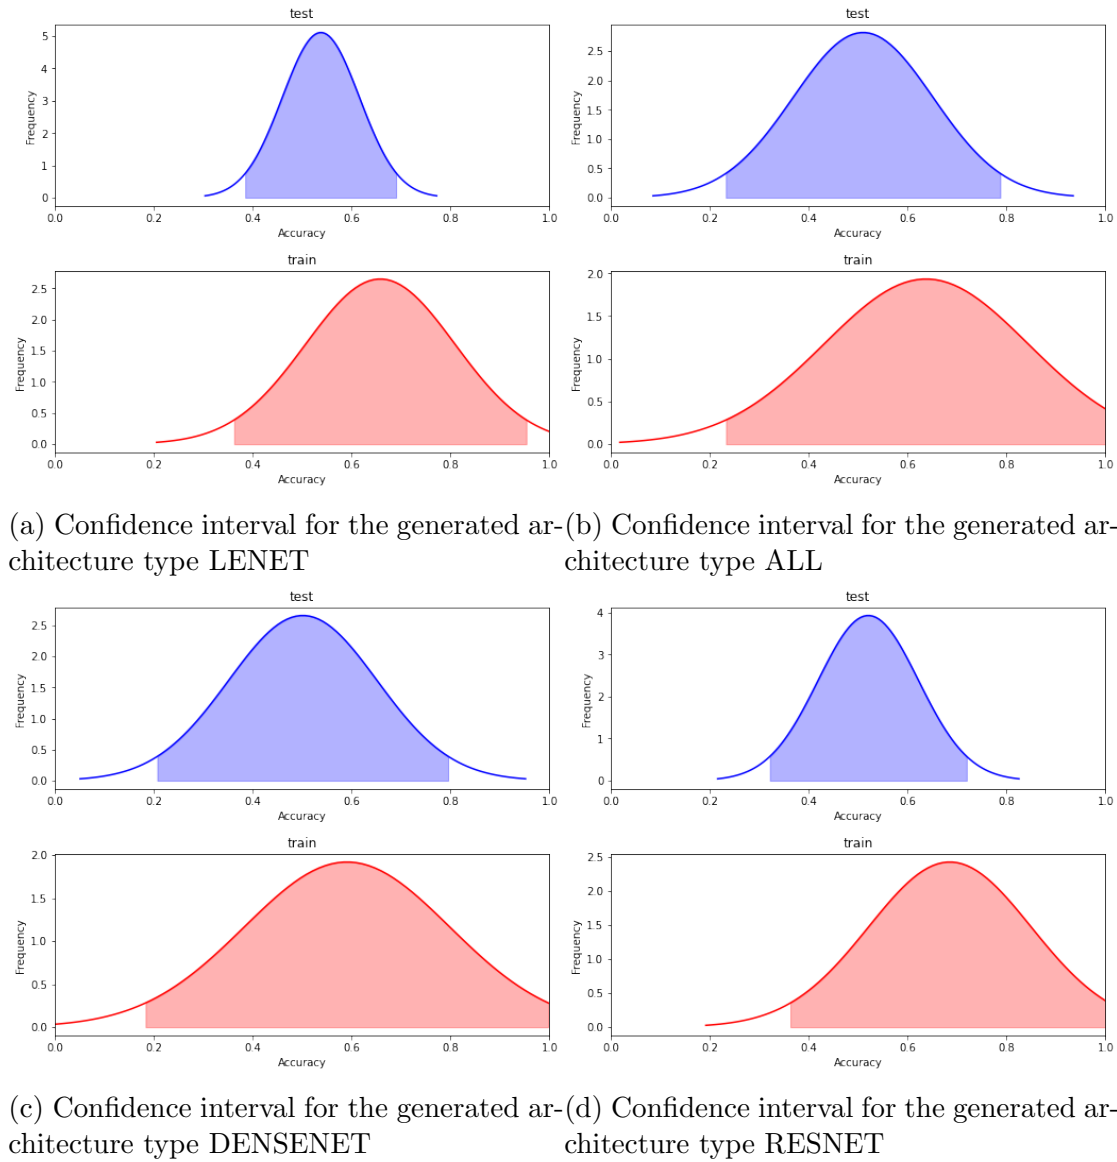 test
Frequency
5
4
3
2
1
0
0.0 0.2 0.4 0.6 0.8 1.0
Accuracy
train
Frequency
2.5
2.0
1.5
1.0
0.5
0.0
0.0 0.2 0.4 0.6 0.8 1.0
Accuracy
(a) Confidence interval for the generated ar-
chitecture type LENET
test
Frequency
2.5
2.0
1.5
1.0
0.5
0.0
0.0 0.2 0.4 0.6 0.8 1.0
Accuracy
train
Frequency
2.0
1.5
1.0
0.5
0.0
0.0 0.2 0.4 0.6 0.8 1.0
Accuracy
(b) Confidence interval for the generated ar-
chitecture type ALL
test
Frequency
2.5
2.0
1.5
1.0
0.5
0.0
0.0 0.2 0.4 0.6 0.8 1.0
Accuracy
train
Frequency
2.0
1.5
1.0
0.5
0.0
0.0 0.2 0.4 0.6 0.8 1.0
Accuracy
(c) Confidence interval for the generated ar-
chitecture type DENSENET
test
Frequency
4
3
2
1
0
0.0 0.2 0.4 0.6 0.8 1.0
Accuracy
train
Frequency
2.5
2.0
1.5
1.0
0.5
0.0
0.0 0.2 0.4 0.6 0.8 1.0
Accuracy
(d) Confidence interval for the generated ar-
chitecture type RESNET